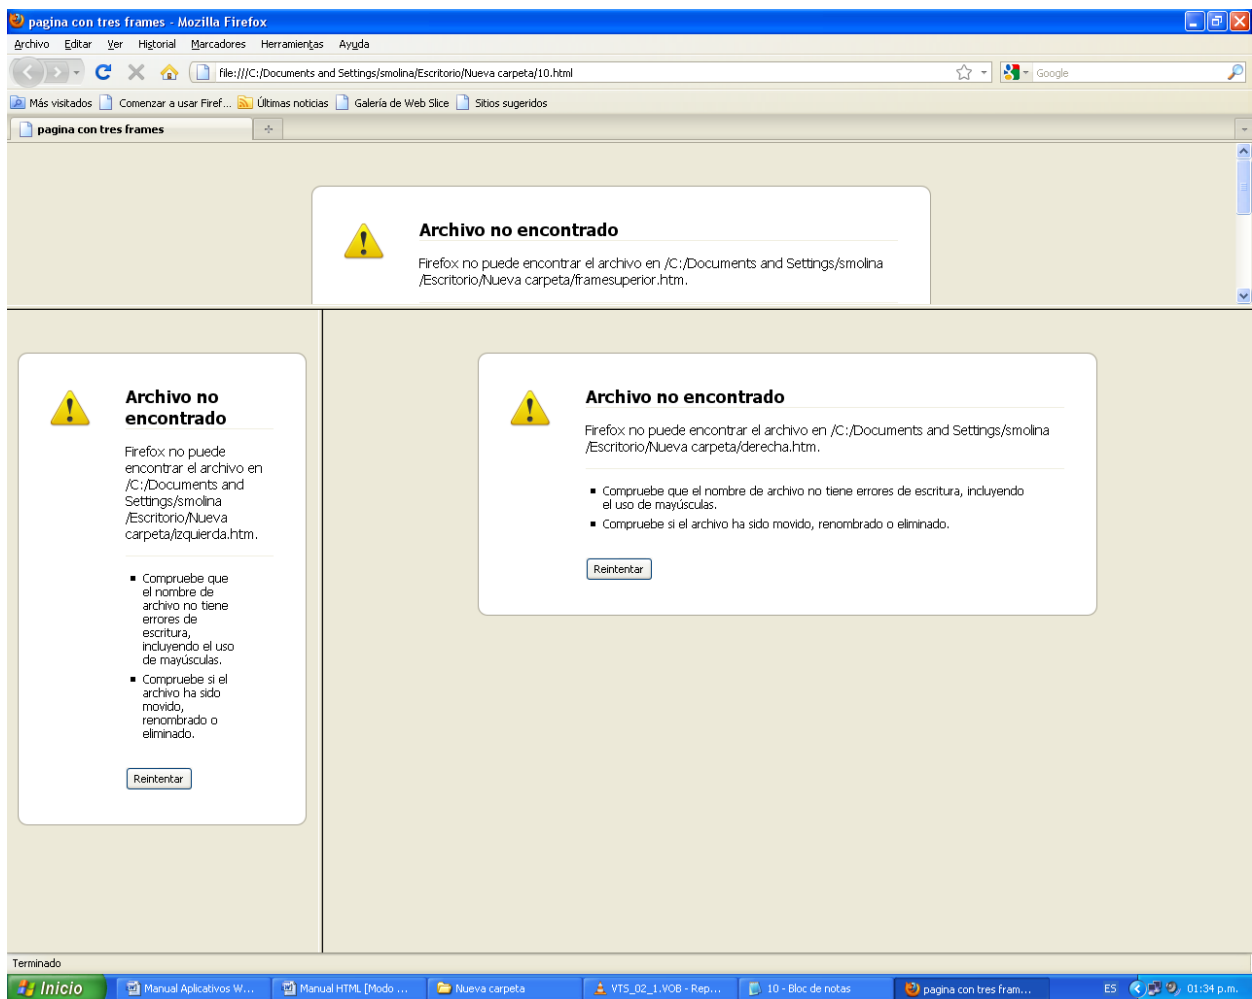 pagina con tres frames - Mozilla Firefox
Archivo Editar Ver Historial Marcadores Herramientas Ayuda
file:///C:/Documents and Settings/smolina/Escritorio/Nueva carpeta/10.html
Google
Más visitados Comenzar a usar Firef... Últimas noticias Galería de Web Slice Sitios sugeridos
pagina con tres frames
Archivo no encontrado
Firefox no puede encontrar el archivo en /C:/Documents and Settings/smolina
/Escritorio/Nueva carpeta/framesuperior.htm.
Archivo no
encontrado
Firefox no puede
encontrar el archivo en
/C:/Documents and
Settings/smolina
/Escritorio/Nueva
carpeta/izquierda.htm.
Compruebe que
el nombre de
archivo no tiene
errores de
escritura,
incluyendo el uso
de mayúsculas.
Compruebe si el
archivo ha sido
movido,
renombrado o
eliminado.
Reintentar
Archivo no encontrado
Firefox no puede encontrar el archivo en /C:/Documents and Settings/smolina
/Escritorio/Nueva carpeta/derecha.htm.
Compruebe que el nombre de archivo no tiene errores de escritura, incluyendo
el uso de mayúsculas.
Compruebe si el archivo ha sido movido, renombrado o eliminado.
Reintentar
Terminado
Inicio Manual Aplicativos W... Manual HTML [Modo ... Nueva carpeta VTS_02_1.VOB - Rep... 10 - Bloc de notas pagina con tres fram... ES 01:34 p.m.